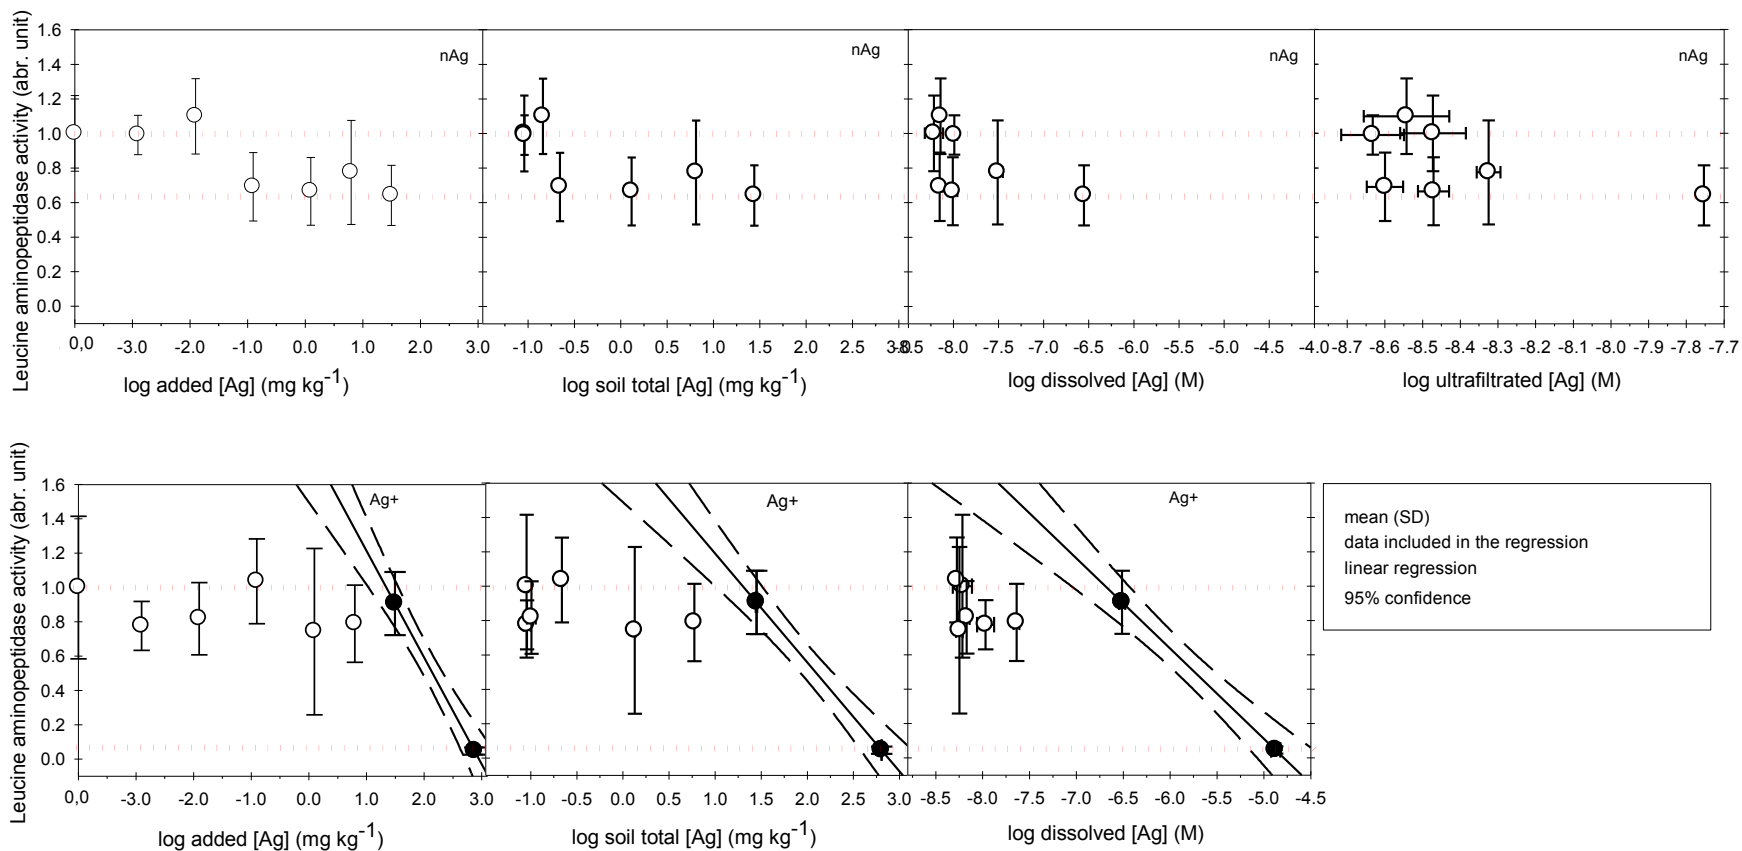 Leucine aminopeptidase activity (abr. unit)
1.6
1.4
1.2
1.0
0.8
0.6
0.4
0.2
0.0
nAg
nAg
nAg
nAg
0,0 -3.0 -2.0 -1.0 0.0 1.0 2.0 3.0
-1.0 -0.5 0.0 0.5 1.0 1.5 2.0 2.5 3.0
-8.5 -8.0 -7.5 -7.0 -6.5 -6.0 -5.5 -5.0 -4.5 -4.0
-8.7 -8.6 -8.5 -8.4 -8.3 -8.2 -8.1 -8.0 -7.9 -7.8 -7.7
log added [Ag] (mg kg-1)
log soil total [Ag] (mg kg-1)
log dissolved [Ag] (M)
log ultrafiltrated [Ag] (M)
Leucine aminopeptidase activity (abr. unit)
1.6
1.4
1.2
1.0
0.8
0.6
0.4
0.2
0.0
Ag+
Ag+
Ag+
mean (SD)
data included in the regression
linear regression
95% confidence
0,0 -3.0 -2.0 -1.0 0.0 1.0 2.0 3.0
-1.0 -0.5 0.0 0.5 1.0 1.5 2.0 2.5 3.0
-8.5 -8.0 -7.5 -7.0 -6.5 -6.0 -5.5 -5.0 -4.5
log added [Ag] (mg kg-1)
log soil total [Ag] (mg kg-1)
log dissolved [Ag] (M)